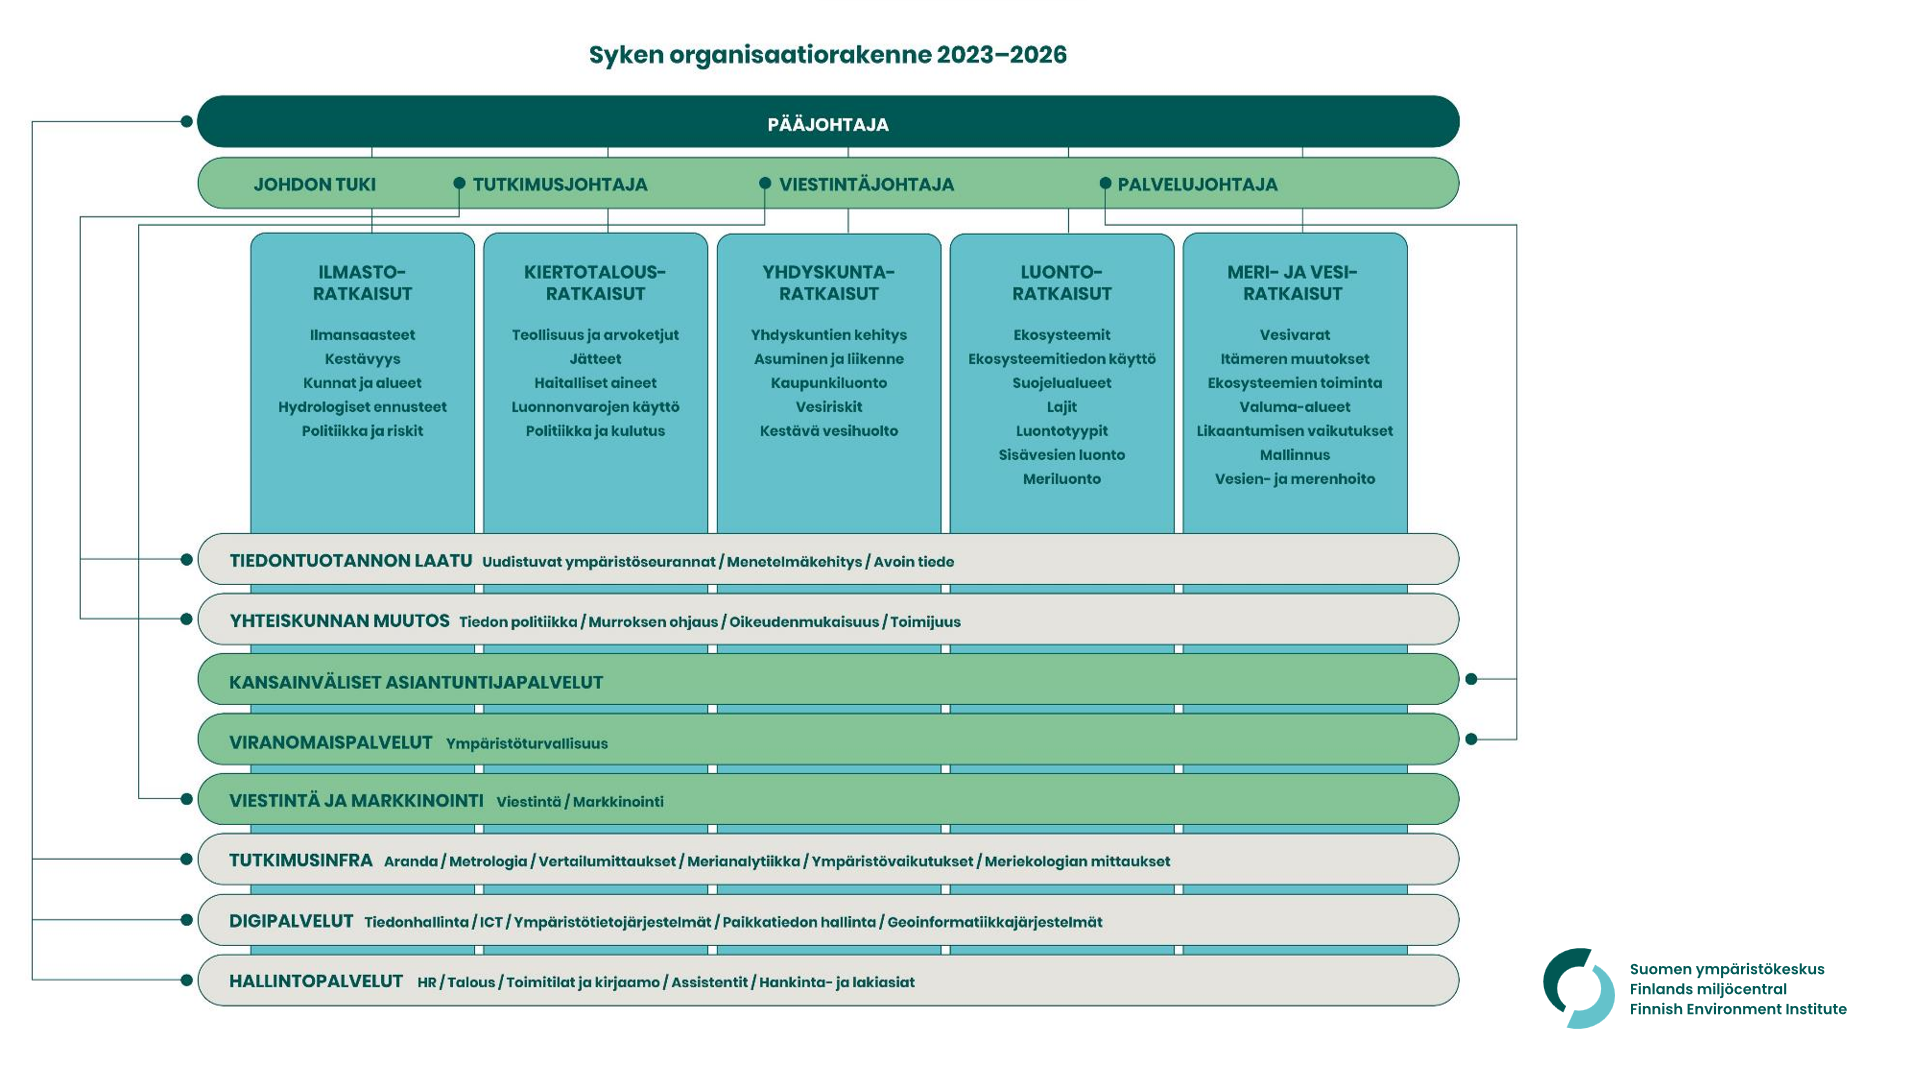 Syken organisaatiorakenne 2023–2026
PÄÄJOHTAJA
JOHDON TUKI
TUTKIMUSJOHTAJA
VIESTINTÄJOHTAJA
PALVELUJOHTAJA
ILMASTO-
RATKAISUT
Ilmansaasteet
Kestävyys
Kunnat ja alueet
Hydrologiset ennusteet
Politiikka ja riskit
KIERTOTALOUS-
RATKAISUT
Teollisuus ja arvoketjut
Jätteet
Haitalliset aineet
Luonnonvarojen käyttö
Politiikka ja kulutus
YHDYSKUNTA-
RATKAISUT
Yhdyskuntien kehitys
Asuminen ja liikenne
Kaupunkiluonto
Vesiriskit
Kestävä vesihuolto
LUONTO-
RATKAISUT
Ekosysteemit
Ekosysteemitiedon käyttö
Suojelualueet
Lajit
Luontotyypit
Sisävesien luonto
Meriluonto
MERI- JA VESI-
RATKAISUT
Vesivarat
Itämeren muutokset
Ekosysteemien toiminta
Valuma-alueet
Likaantumisen vaikutukset
Mallinnus
Vesien- ja merenhoito
TIEDONTUOTANNON LAATU Uudistuvat ympäristöseurannat / Menetelmäkehitys / Avoin tiede
YHTEISKUNNAN MUUTOS Tiedon politiikka / Murroksen ohjaus / Oikeudenmukaisuus / Toimijuus
KANSAINVÄLISET ASIANTUNTIJAPALVELUT
VIRANOMAISPALVELUT Ympäristöturvallisuus
VIESTINTÄ JA MARKKINOINTI Viestintä / Markkinointi
TUTKIMUSINFRA Aranda / Metrologia / Vertailumittaukset / Merianalytiikka / Ympäristövaikutukset / Meriekologian mittaukset
DIGIPALVELUT Tiedonhallinta / ICT / Ympäristötietojärjestelmät / Paikkatiedon hallinta / Geoinformatiikkajärjestelmät
HALLINTOPALVELUT HR / Talous / Toimitilat ja kirjaamo / Assistentit / Hankinta- ja lakiasiat
Suomen ympäristökeskus
Finlands miljöcentral
Finnish Environment Institute